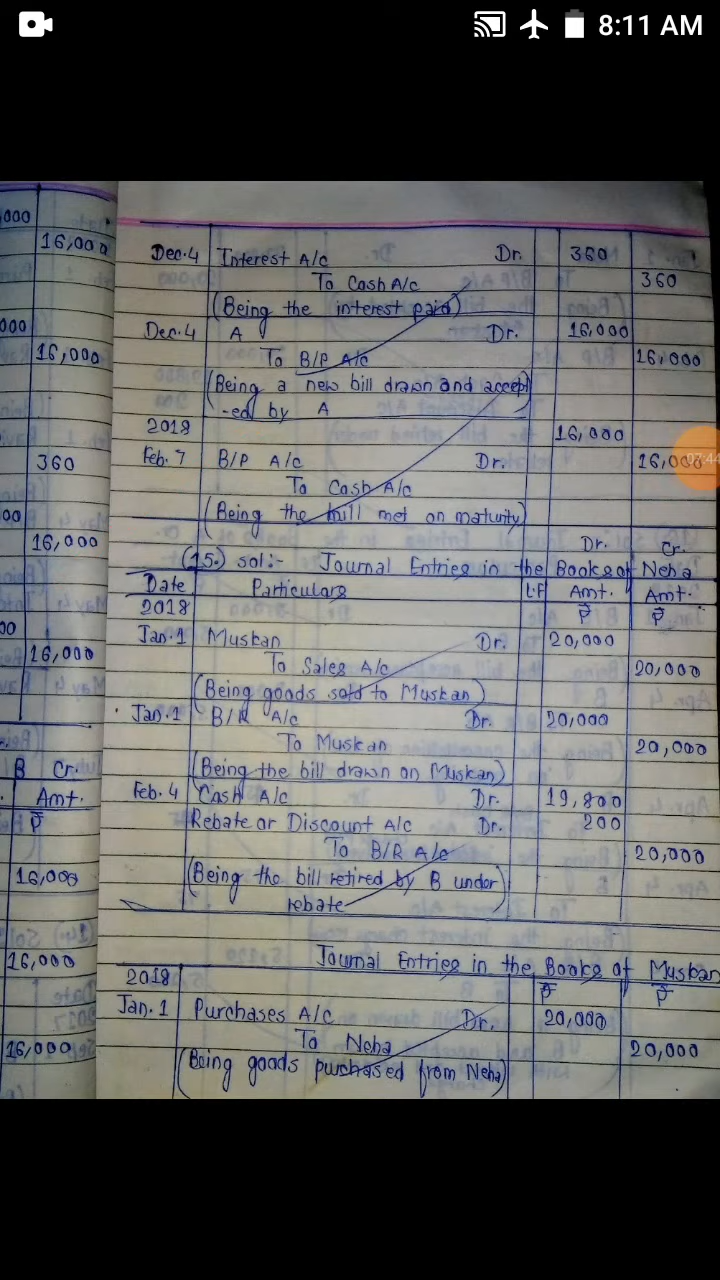 8:11 AM
000
16,000
Dec.4 Interest A/c Dr. 360
To Cash A/c 360
(Being the interest paid)
000
Dec.4 A Dr. 16,000
16,000
To B/P A/c 16,000
(Being a new bill drawn and accept
-ed by A
2018 16,000
360
Feb.7 B/P A/c Dr. 16,000
07:44
To Cash A/c
00
(Being the bill met on maturity)
16,000
Dr. Cr.
(15.) sol:- Journal Entries in the Books of Neha
Date Particulars L.F Amt. Amt.
2018 ₹ ₹
00
Jan.1 Muskan Dr. 20,000
16,000
To Sales A/c 20,000
(Being goods sold to Muskan)
Jan.1 B/R A/c Dr. 20,000
To Muskan 20,000
B Cr.
(Being the bill drawn on Muskan)
Amt.
Feb.4 Cash A/c Dr. 19,800
₹
Rebate or Discount A/c Dr. 200
To B/R A/c 20,000
16,000
(Being the bill retired by B under
rebate)
16,000
Journal Entries in the Books of Muskan
2018 ₹ ₹
Jan.1 Purchases A/c Dr. 20,000
16,000
To Neha 20,000
(Being goods purchased from Neha)